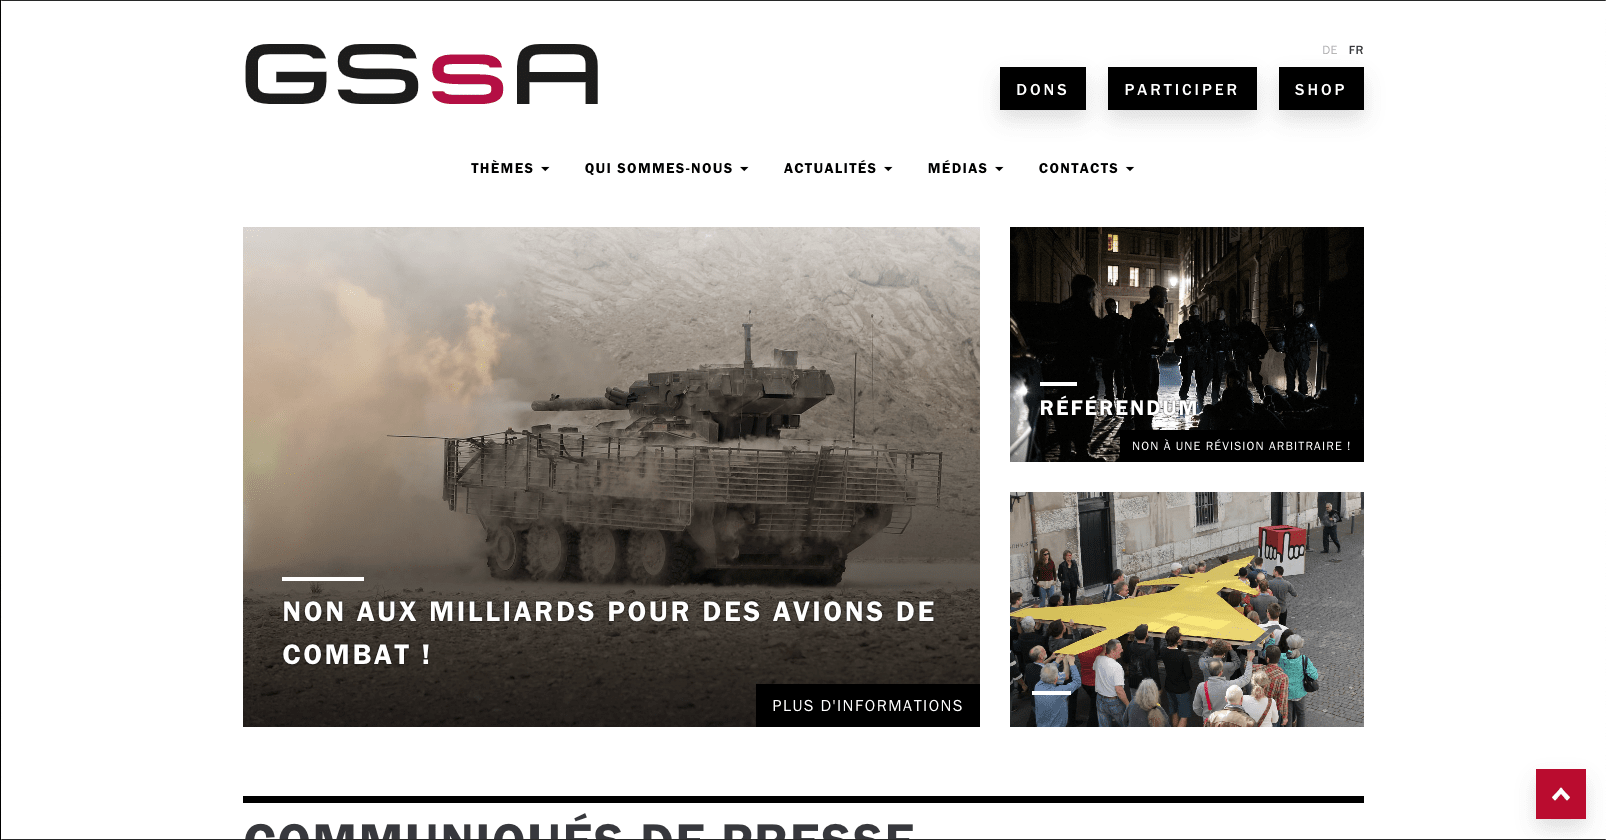 GSsA
DE FR
DONS
PARTICIPER
SHOP
THÈMES
QUI SOMMES-NOUS
ACTUALITÉS
MÉDIAS
CONTACTS
NON AUX MILLIARDS POUR DES AVIONS DE
COMBAT !
PLUS D'INFORMATIONS
RÉFÉRENDUM
NON À UNE RÉVISION ARBITRAIRE !
COMMUNIQUÉS DE PRESSE